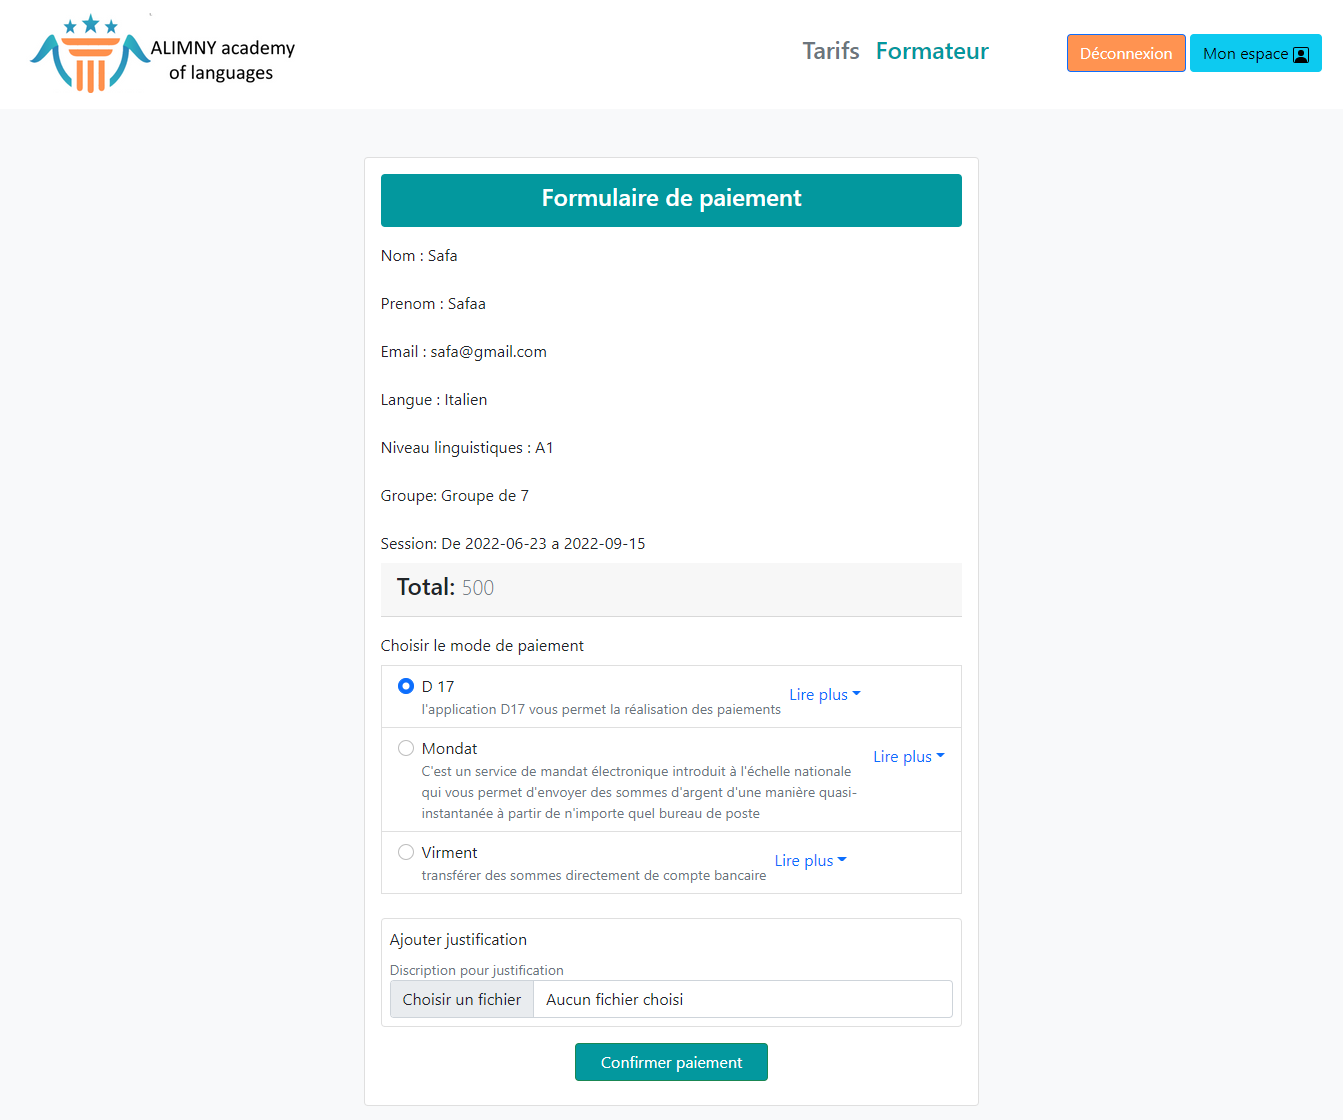 ALIMNY academy
of languages
Tarifs
Formateur
Déconnexion
Mon espace
Formulaire de paiement
Nom : Safa
Prenom : Safaa
Email : safa@gmail.com
Langue : Italien
Niveau linguistiques : A1
Groupe: Groupe de 7
Session: De 2022-06-23 a 2022-09-15
Total: 500
Choisir le mode de paiement
D 17
l'application D17 vous permet la réalisation des paiements
Lire plus
Mondat
C'est un service de mandat électronique introduit à l'échelle nationale
qui vous permet d'envoyer des sommes d'argent d'une manière quasi-
instantanée à partir de n'importe quel bureau de poste
Lire plus
Virment
transférer des sommes directement de compte bancaire
Lire plus
Ajouter justification
Discription pour justification
Choisir un fichier
Aucun fichier choisi
Confirmer paiement